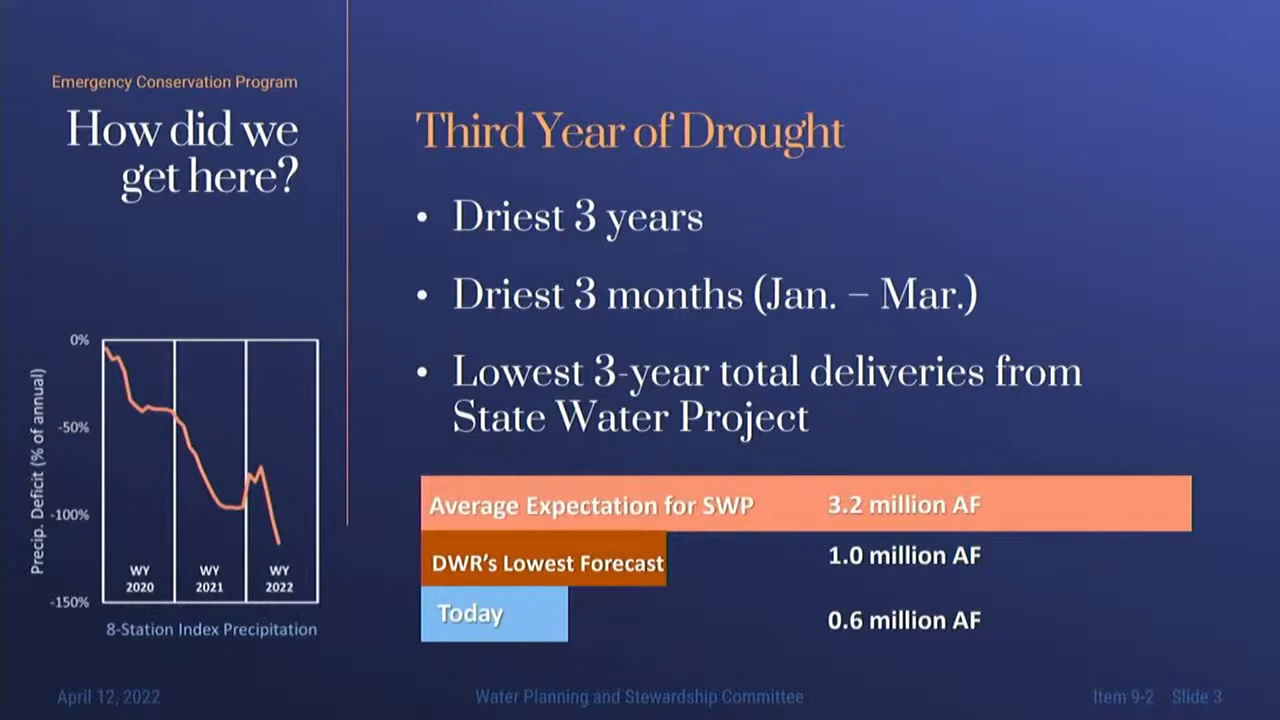 Emergency Conservation Program
How did we
get here?
Third Year of Drought
• Driest 3 years
• Driest 3 months (Jan. – Mar.)
• Lowest 3-year total deliveries from
State Water Project
Precip. Deficit (% of annual)
0%
-50%
-100%
-150%
WY
2020
WY
2021
WY
2022
8-Station Index Precipitation
Average Expectation for SWP 3.2 million AF
DWR's Lowest Forecast 1.0 million AF
Today 0.6 million AF
April 12, 2022 Water Planning and Stewardship Committee Item 9-2 Slide 3